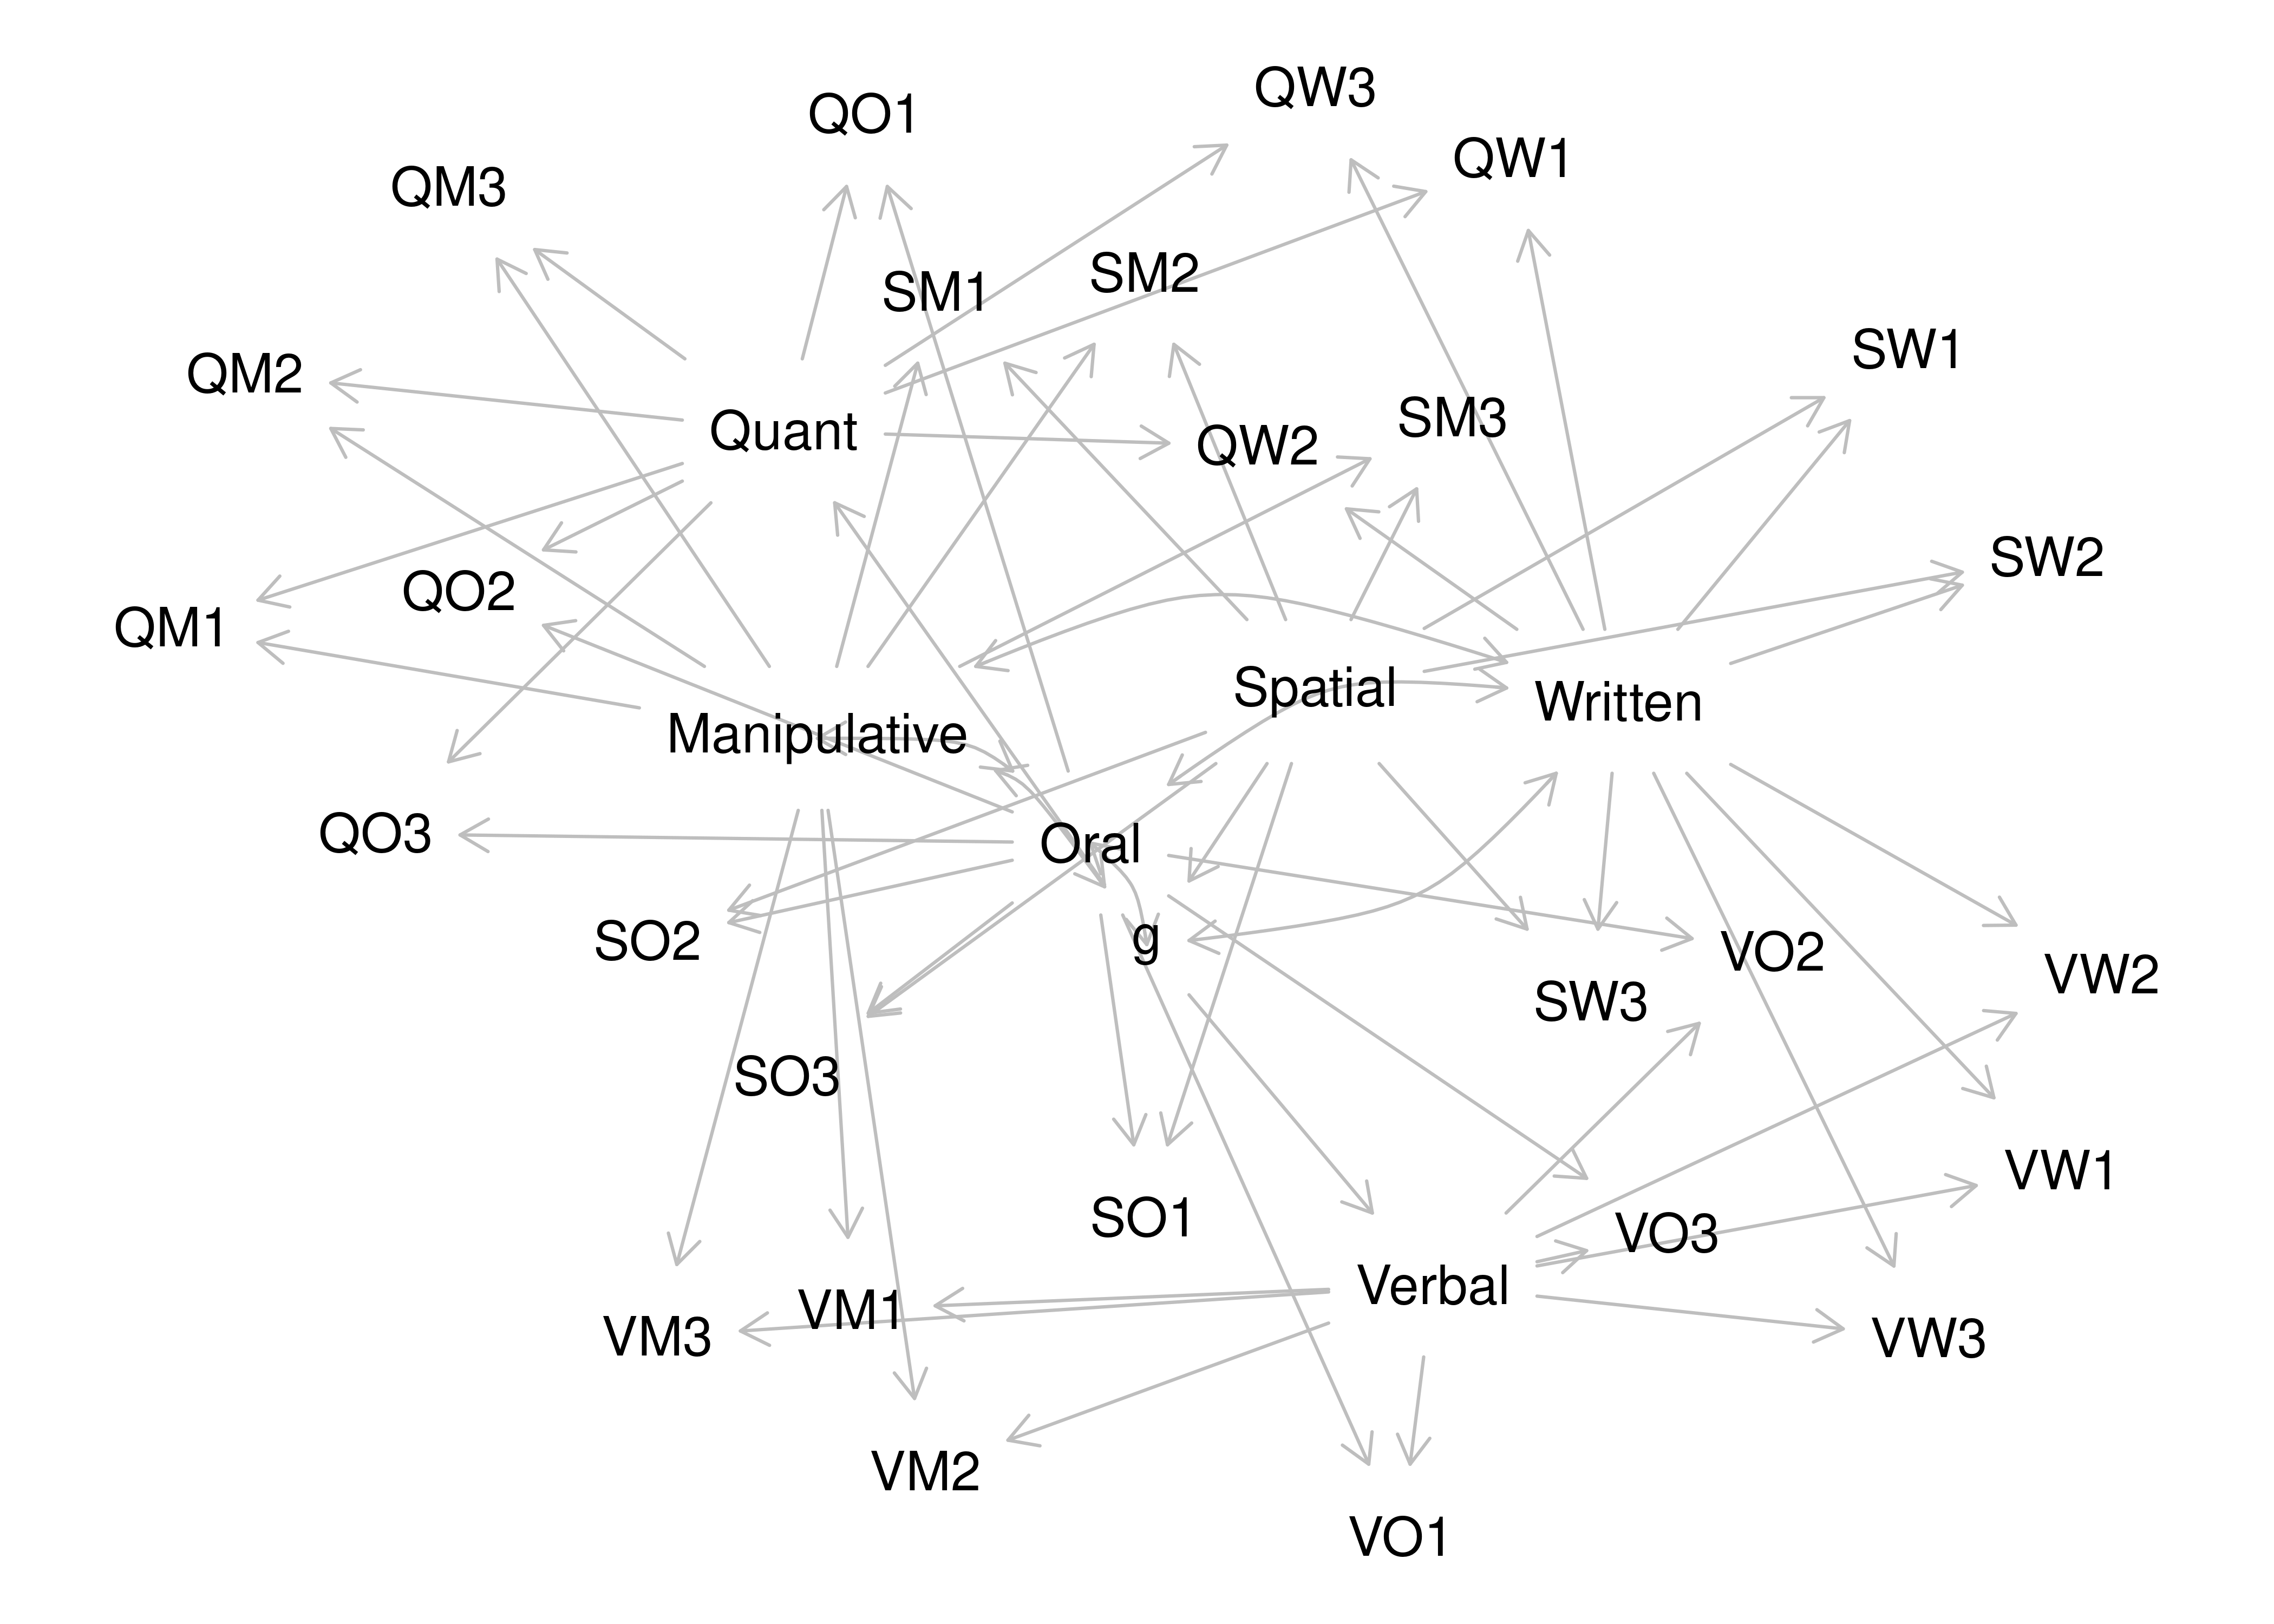 QW3
QO1
QW1
QM3
SM2
SM1
SW1
QM2
SM3
Quant
QW2
SW2
QO2
QM1
Spatial
Written
Manipulative
QO3
Oral
SO2
g
VO2
VW2
SW3
SO3
VW1
SO1
VO3
Verbal
VM1
VM3
VW3
VM2
VO1